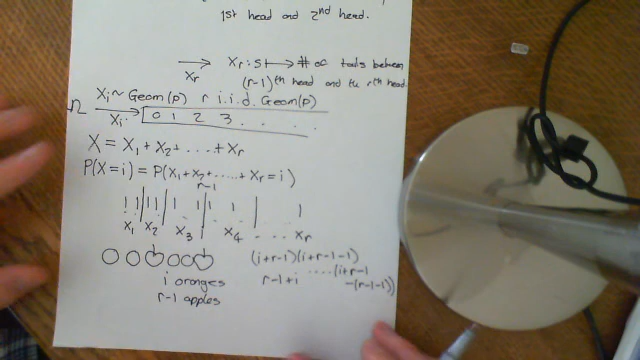 1st head and 2nd head.
Xr : S ↦ # of tails between
Xr
(r-1)th head and the rth head.
n Xi ~ Geom(p) r i.i.d. Geom(p)
Xi 0 1 2 3 . . . . .
X = X1 + X2 + ..... + Xr
P(X = i) = P(X1 + X2 + ..... + Xr = i)
r-1
X1 X2 X3 X4 .... Xr
(i+r-1)(i+r-1-1)
.....(i+r-1
-(r-1-1))
i oranges r-1+i
r-1 apples